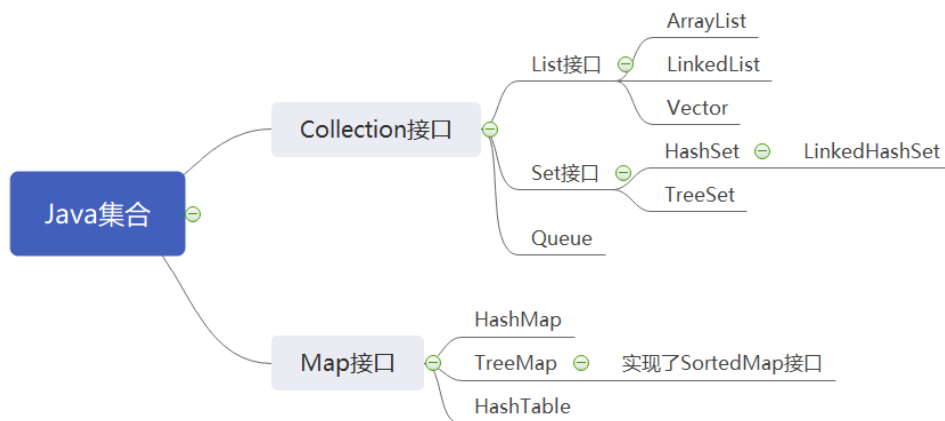 Java集合
Collection接口
List接口
ArrayList
LinkedList
Vector
Set接口
HashSet
LinkedHashSet
TreeSet
Queue
Map接口
HashMap
TreeMap
实现了SortedMap接口
HashTable